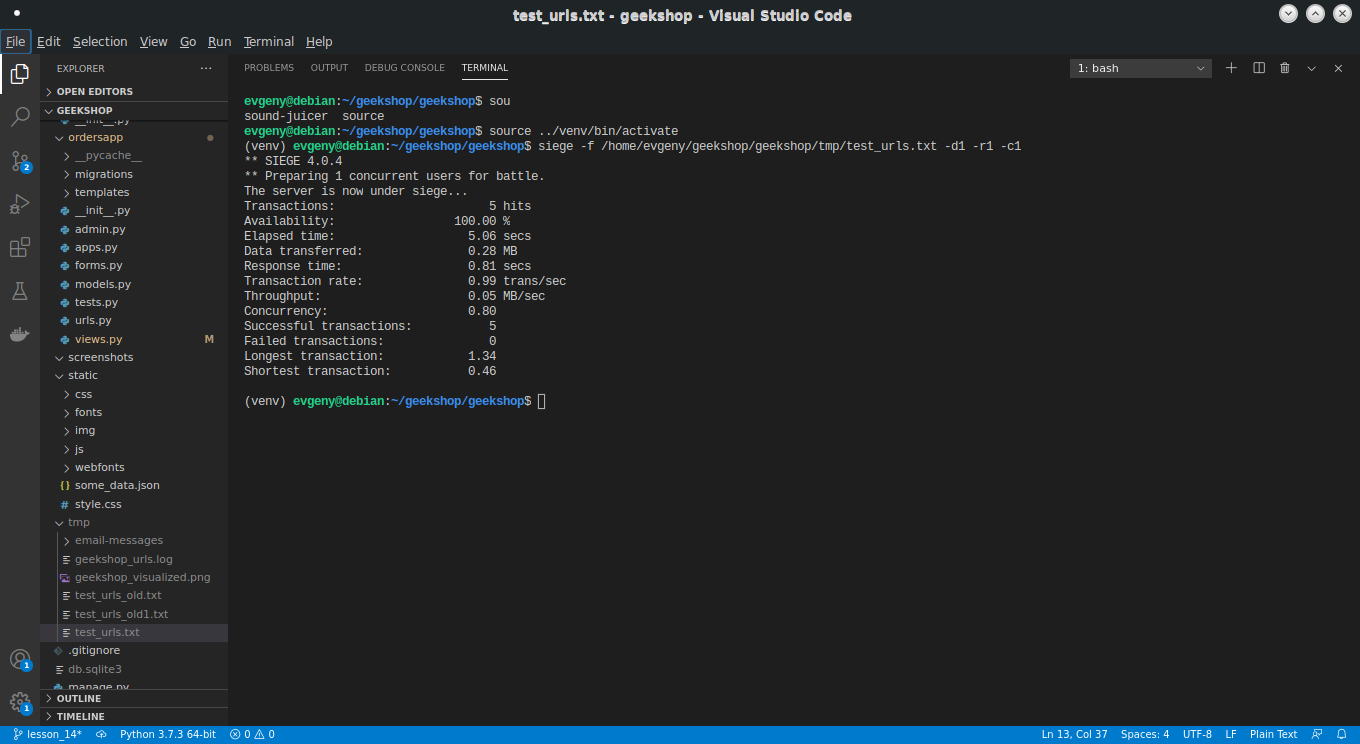 test_urls.txt - geekshop - Visual Studio Code
File Edit Selection View Go Run Terminal Help
EXPLORER ···
OPEN EDITORS
GEEKSHOP
__init__.py
ordersapp
__pycache__
migrations
templates
__init__.py
admin.py
apps.py
forms.py
models.py
tests.py
urls.py
views.py M
screenshots
static
css
fonts
img
js
webfonts
{} some_data.json
# style.css
tmp
email-messages
geekshop_urls.log
geekshop_visualized.png
test_urls_old.txt
test_urls_old1.txt
test_urls.txt
.gitignore
db.sqlite3
manage.py
OUTLINE
TIMELINE
2
1
1
PROBLEMS OUTPUT DEBUG CONSOLE TERMINAL 1: bash
evgeny@debian:~/geekshop/geekshop$ sou
sound-juicer  source
evgeny@debian:~/geekshop/geekshop$ source ../venv/bin/activate
(venv) evgeny@debian:~/geekshop/geekshop$ siege -f /home/evgeny/geekshop/geekshop/tmp/test_urls.txt -d1 -r1 -c1
** SIEGE 4.0.4
** Preparing 1 concurrent users for battle.
The server is now under siege...
Transactions: 5 hits
Availability: 100.00 %
Elapsed time: 5.06 secs
Data transferred: 0.28 MB
Response time: 0.81 secs
Transaction rate: 0.99 trans/sec
Throughput: 0.05 MB/sec
Concurrency: 0.80
Successful transactions: 5
Failed transactions: 0
Longest transaction: 1.34
Shortest transaction: 0.46
(venv) evgeny@debian:~/geekshop/geekshop$
lesson_14* Python 3.7.3 64-bit 0 0 Ln 13, Col 37 Spaces: 4 UTF-8 LF Plain Text